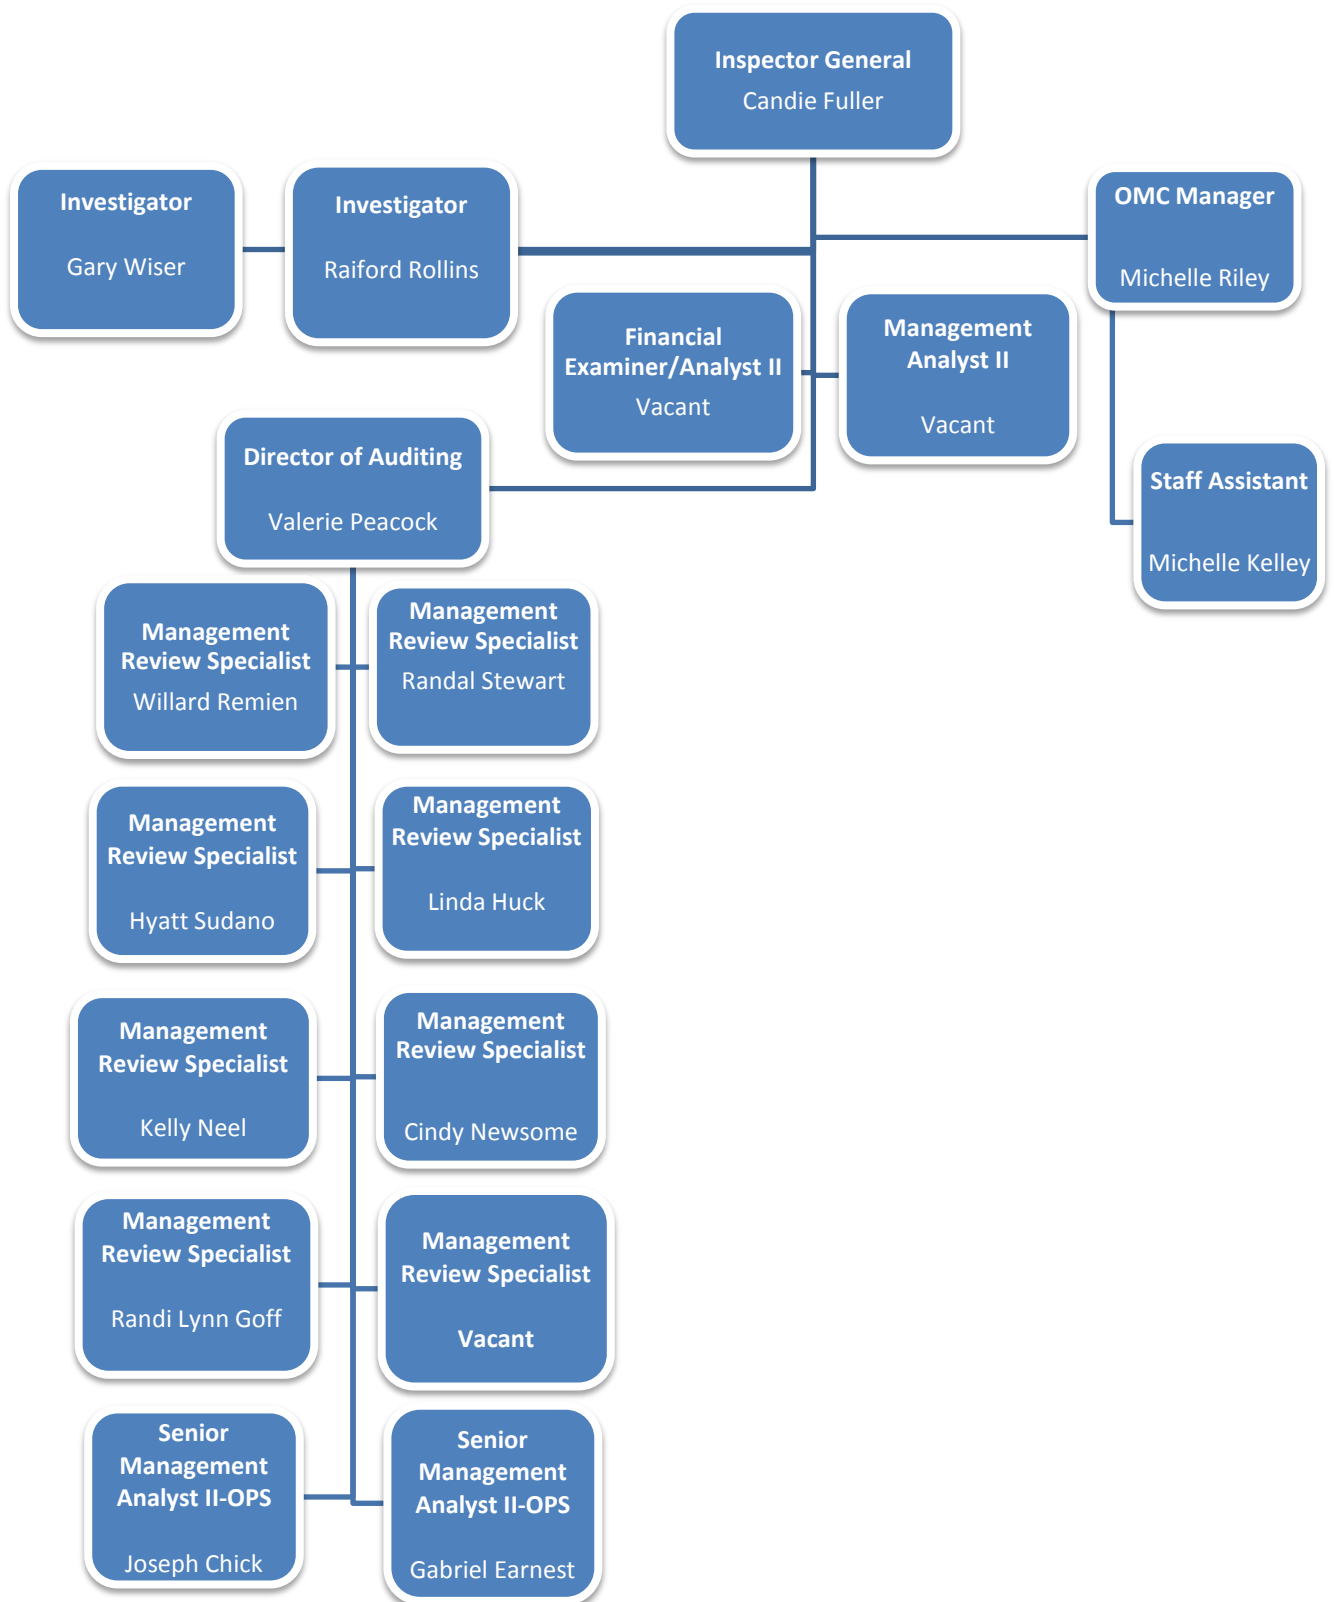 Inspector General
Candie Fuller
Investigator
Gary Wiser
Investigator
Raiford Rollins
OMC Manager
Michelle Riley
Financial
Examiner/Analyst II
Vacant
Management
Analyst II
Vacant
Director of Auditing
Valerie Peacock
Staff Assistant
Michelle Kelley
Management
Review Specialist
Willard Remien
Management
Review Specialist
Randal Stewart
Management
Review Specialist
Hyatt Sudano
Management
Review Specialist
Linda Huck
Management
Review Specialist
Kelly Neel
Management
Review Specialist
Cindy Newsome
Management
Review Specialist
Randi Lynn Goff
Management
Review Specialist
Vacant
Senior
Management
Analyst II-OPS
Joseph Chick
Senior
Management
Analyst II-OPS
Gabriel Earnest